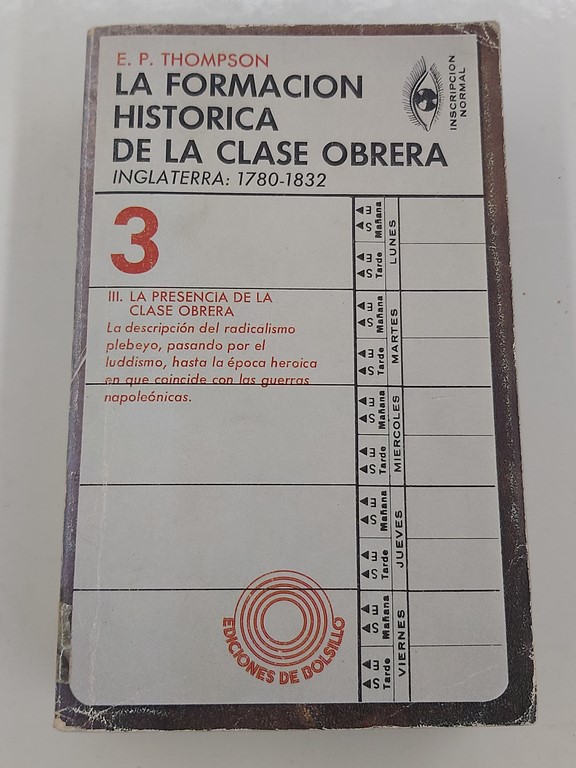 E. P. THOMPSON
LA FORMACION
HISTORICA
DE LA CLASE OBRERA
INGLATERRA: 1780-1832
INSCRIPCION
NORMAL
3
III. LA PRESENCIA DE LA
CLASE OBRERA
La descripción del radicalismo
plebeyo, pasando por el
luddismo, hasta la época heroica
en que coincide con las guerras
napoleónicas.
E
S
Mañana
E
S
Tarde
LUNES
E
S
Mañana
E
S
Tarde
MARTES
E
S
Mañana
E
S
Tarde
MIERCOLES
E
S
Mañana
E
S
Tarde
JUEVES
E
S
Mañana
E
S
Tarde
VIERNES
EDICIONES DE BOLSILLO